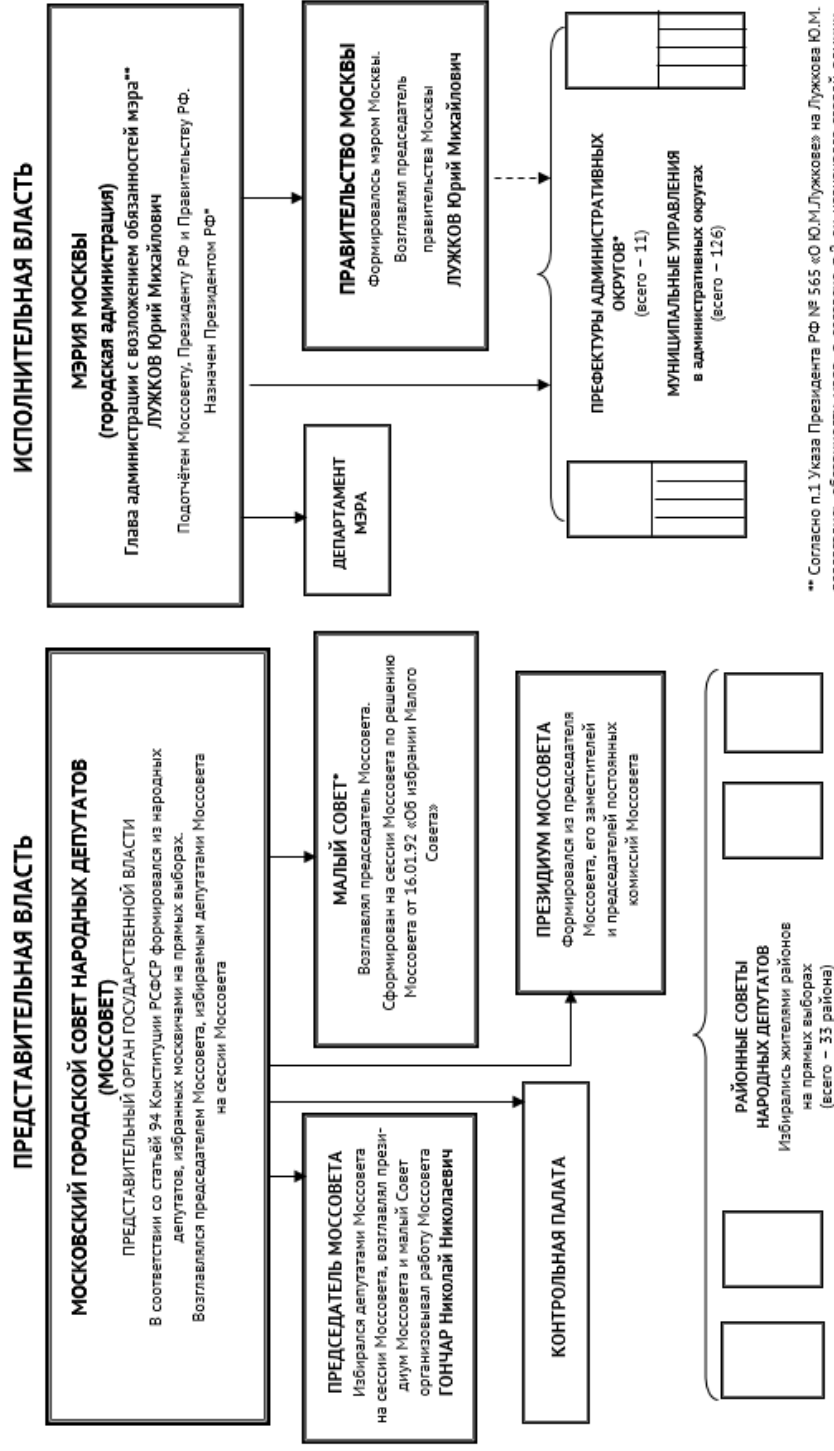 ПРЕДСТАВИТЕЛЬНАЯ ВЛАСТЬ
МОСКОВСКИЙ ГОРОДСКОЙ СОВЕТ НАРОДНЫХ ДЕПУТАТОВ
(МОССОВЕТ)
ПРЕДСТАВИТЕЛЬНЫЙ ОРГАН ГОСУДАРСТВЕННОЙ ВЛАСТИ
В соответствии со статьёй 94 Конституции РСФСР формировался из народных
депутатов, избранных москвичами на прямых выборах.
Возглавлялся председателем Моссовета, избираемым депутатами Моссовета
на сессии Моссовета
ПРЕДСЕДАТЕЛЬ МОССОВЕТА
Избирался депутатами Моссовета
на сессии Моссовета, возглавлял прези-
диум Моссовета и малый Совет
организовывал работу Моссовета
ГОНЧАР Николай Николаевич
МАЛЫЙ СОВЕТ*
Возглавлял председатель Моссовета.
Сформирован на сессии Моссовета по решению
Моссовета от 16.01.92 «Об избрании Малого
Совета»
КОНТРОЛЬНАЯ ПАЛАТА
ПРЕЗИДИУМ МОССОВЕТА
Формировался из председателя
Моссовета, его заместителей
и председателей постоянных
комиссий Моссовета
РАЙОННЫЕ СОВЕТЫ
НАРОДНЫХ ДЕПУТАТОВ
Избирались жителями районов
на прямых выборах
(всего – 33 района)
ИСПОЛНИТЕЛЬНАЯ ВЛАСТЬ
МЭРИЯ МОСКВЫ
(городская администрация)
Глава администрации с возложением обязанностей мэра**
ЛУЖКОВ Юрий Михайлович
Подотчётен Моссовету, Президенту РФ и Правительству РФ.
Назначен Президентом РФ*
ДЕПАРТАМЕНТ
МЭРА
ПРАВИТЕЛЬСТВО МОСКВЫ
Формировалось мэром Москвы.
Возглавлял председатель
правительства Москвы
ЛУЖКОВ Юрий Михайлович
ПРЕФЕКТУРЫ АДМИНИСТРАТИВНЫХ
ОКРУГОВ*
(всего – 11)
МУНИЦИПАЛЬНЫЕ УПРАВЛЕНИЯ
в административных округах
(всего – 126)
** Согласно п.1 Указа Президента РФ № 565 «О Ю.М.Лужкове» на Лужкова Ю.М.